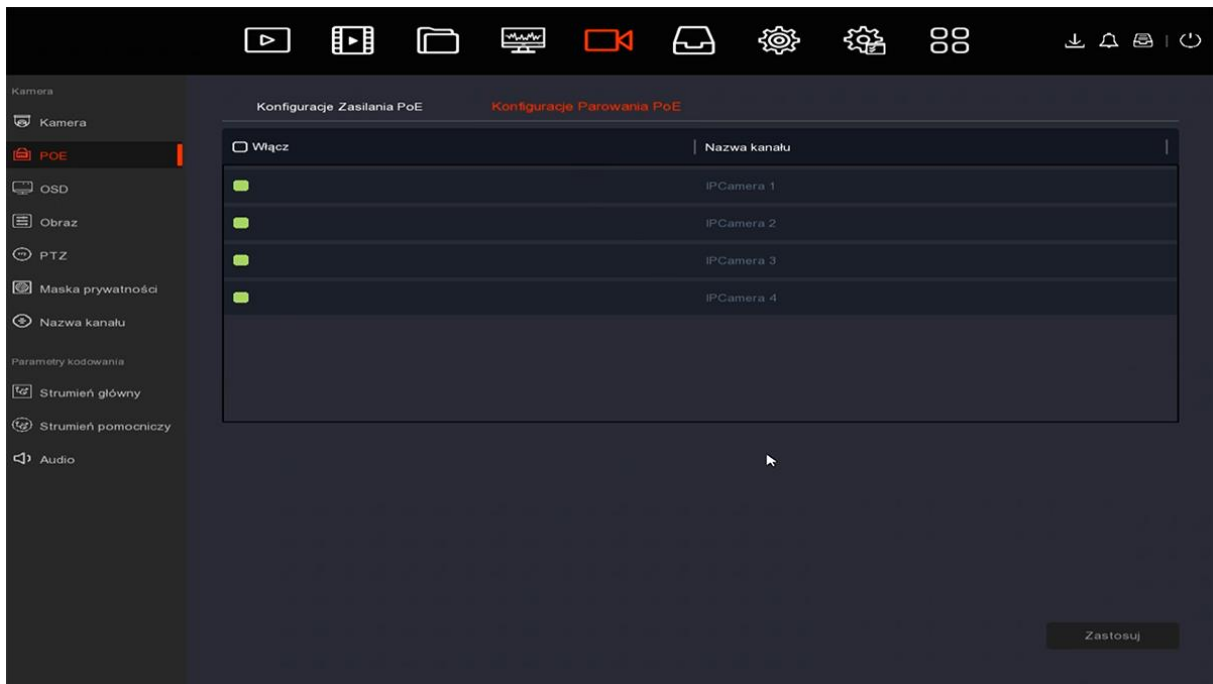 Kamera
Kamera
POE
OSD
Obraz
PTZ
Maska prywatności
Nazwa kanału
Parametry kodowania
Strumień główny
Strumień pomocniczy
Audio
Konfiguracje Zasilania PoE
Konfiguracje Parowania PoE
Włącz
Nazwa kanału
IPCamera 1
IPCamera 2
IPCamera 3
IPCamera 4
Zastosuj